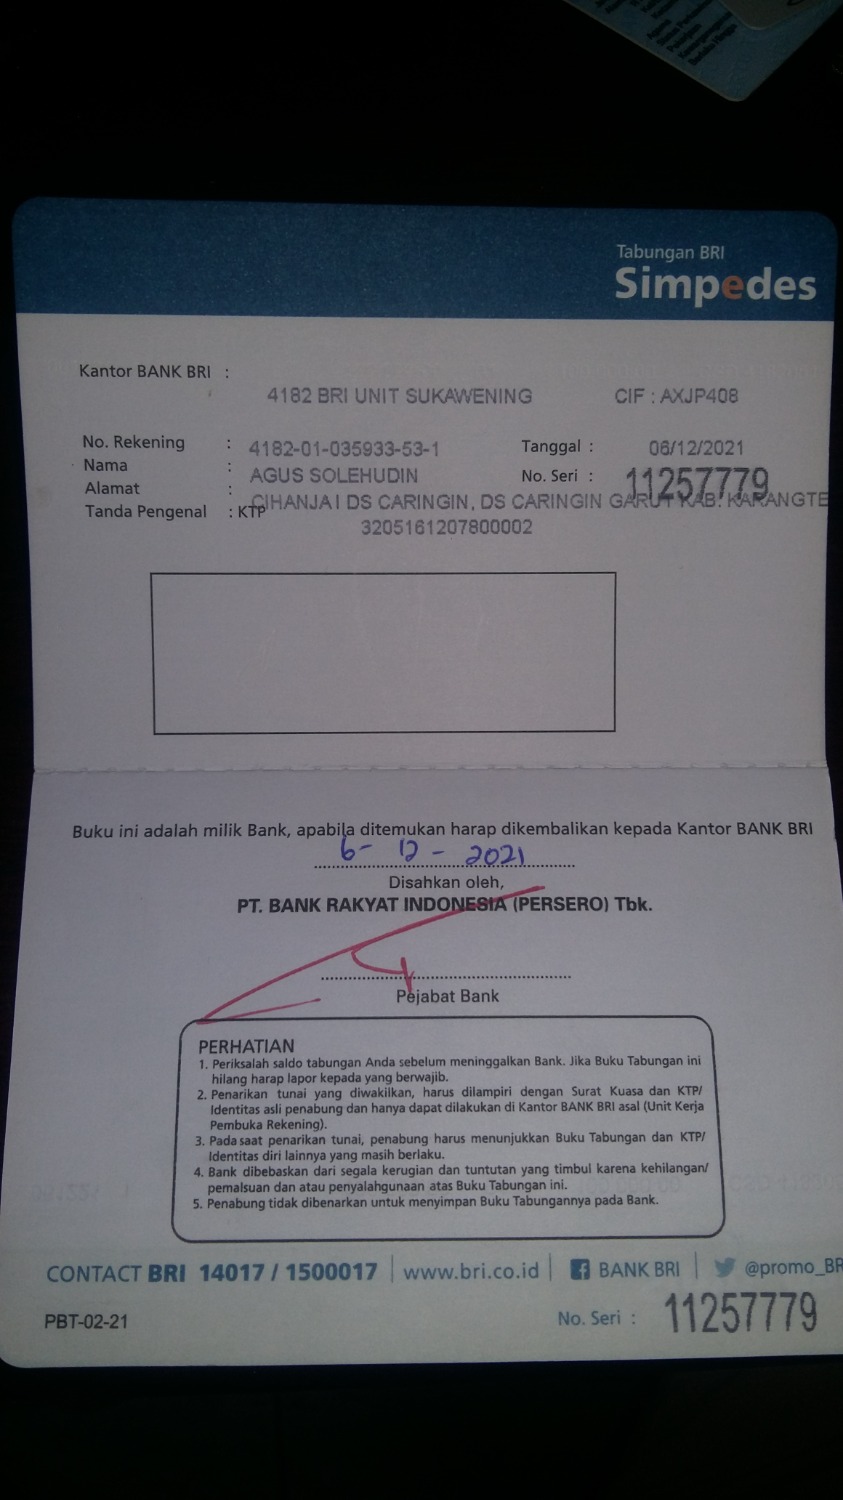 Tabungan BRI
Simpedes
Kantor BANK BRI :
4182 BRI UNIT SUKAWENING CIF : AXJP408
No. Rekening : 4182-01-035933-53-1 Tanggal : 06/12/2021
Nama : AGUS SOLEHUDIN No. Seri : 11257779
Alamat : CIHANJAI DS CARINGIN, DS CARINGIN GARUT KAB. KARANGTE
Tanda Pengenal : KTP
3205161207800002
Buku ini adalah milik Bank, apabila ditemukan harap dikembalikan kepada Kantor BANK BRI
6 - 12 - 2021
Disahkan oleh,
PT. BANK RAKYAT INDONESIA (PERSERO) Tbk.
Pejabat Bank
PERHATIAN
1. Periksalah saldo tabungan Anda sebelum meninggalkan Bank. Jika Buku Tabungan ini
hilang harap lapor kepada yang berwajib.
2. Penarikan tunai yang diwakilkan, harus dilampiri dengan Surat Kuasa dan KTP/
Identitas asli penabung dan hanya dapat dilakukan di Kantor BANK BRI asal (Unit Kerja
Pembuka Rekening).
3. Pada saat penarikan tunai, penabung harus menunjukkan Buku Tabungan dan KTP/
Identitas diri lainnya yang masih berlaku.
4. Bank dibebaskan dari segala kerugian dan tuntutan yang timbul karena kehilangan/
pemalsuan dan atau penyalahgunaan atas Buku Tabungan ini.
5. Penabung tidak dibenarkan untuk menyimpan Buku Tabungannya pada Bank.
CONTACT BRI 14017 / 1500017 | www.bri.co.id | BANK BRI | @promo_BR
PBT-02-21 No. Seri : 11257779